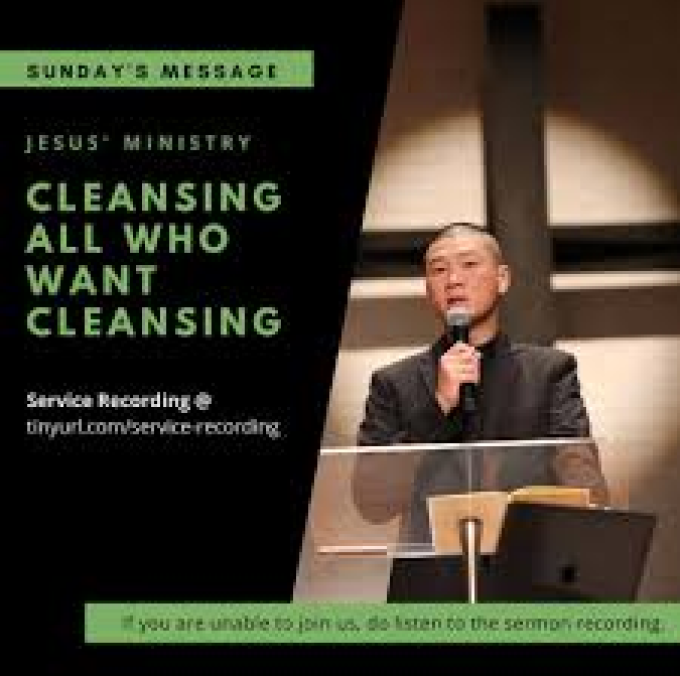 SUNDAY'S MESSAGE
JESUS' MINISTRY
CLEANSING
ALL WHO
WANT
CLEANSING
Service Recording @
tinyurl.com/service-recording
If you are unable to join us, do listen to the sermon recording.